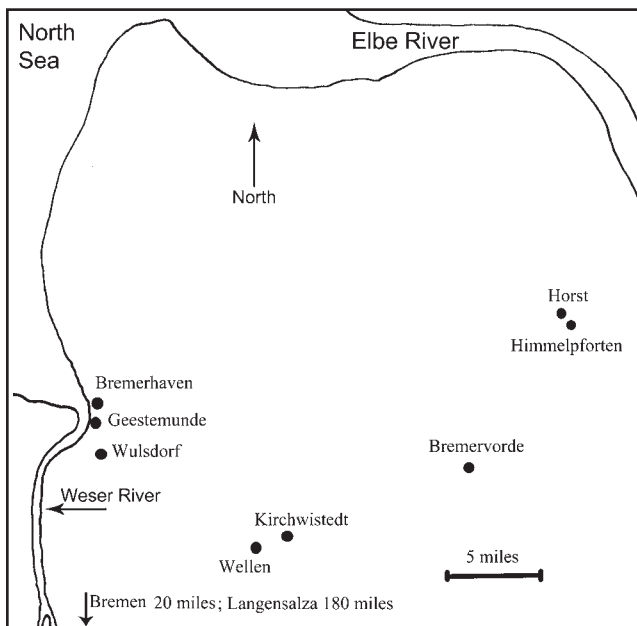 North
Sea
Elbe River
North
Horst
Himmelpforten
Bremerhaven
Geestemunde
Wulsdorf
Bremervorde
Weser River
Kirchwistedt
Wellen
5 miles
Bremen 20 miles; Langensalza 180 miles